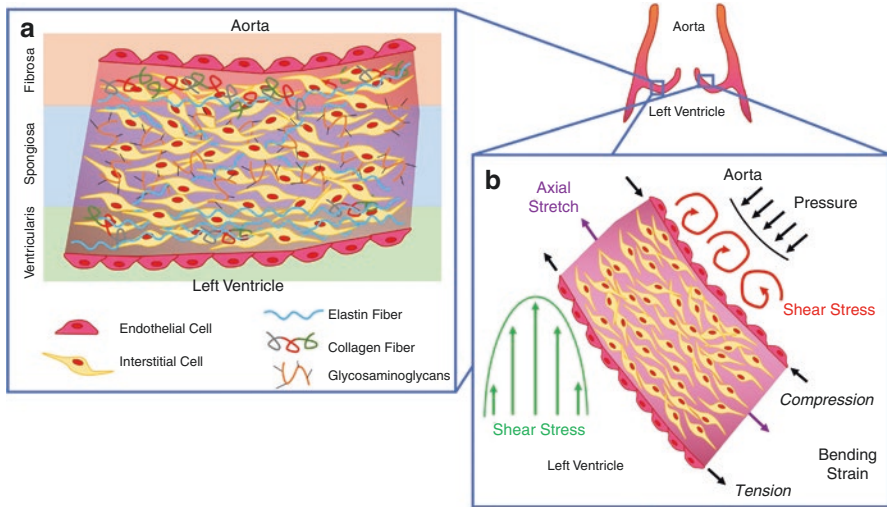 a
Aorta
Fibrosa
Spongiosa
Ventricularis
Left Ventricle
Endothelial Cell
Interstitial Cell
Elastin Fiber
Collagen Fiber
Glycosaminoglycans
Aorta
Left Ventricle
b
Axial
Stretch
Aorta
Pressure
Shear Stress
Shear Stress
Compression
Left Ventricle
Bending
Strain
Tension